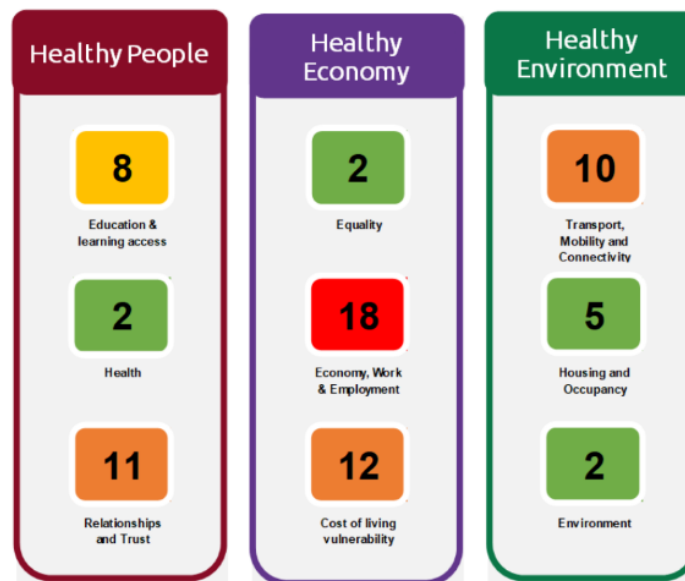 Healthy People
8
Education &
learning access
2
Health
11
Relationships
and Trust
Healthy
Economy
2
Equality
18
Economy, Work
& Employment
12
Cost of living
vulnerability
Healthy
Environment
10
Transport,
Mobility and
Connectivity
5
Housing and
Occupancy
2
Environment